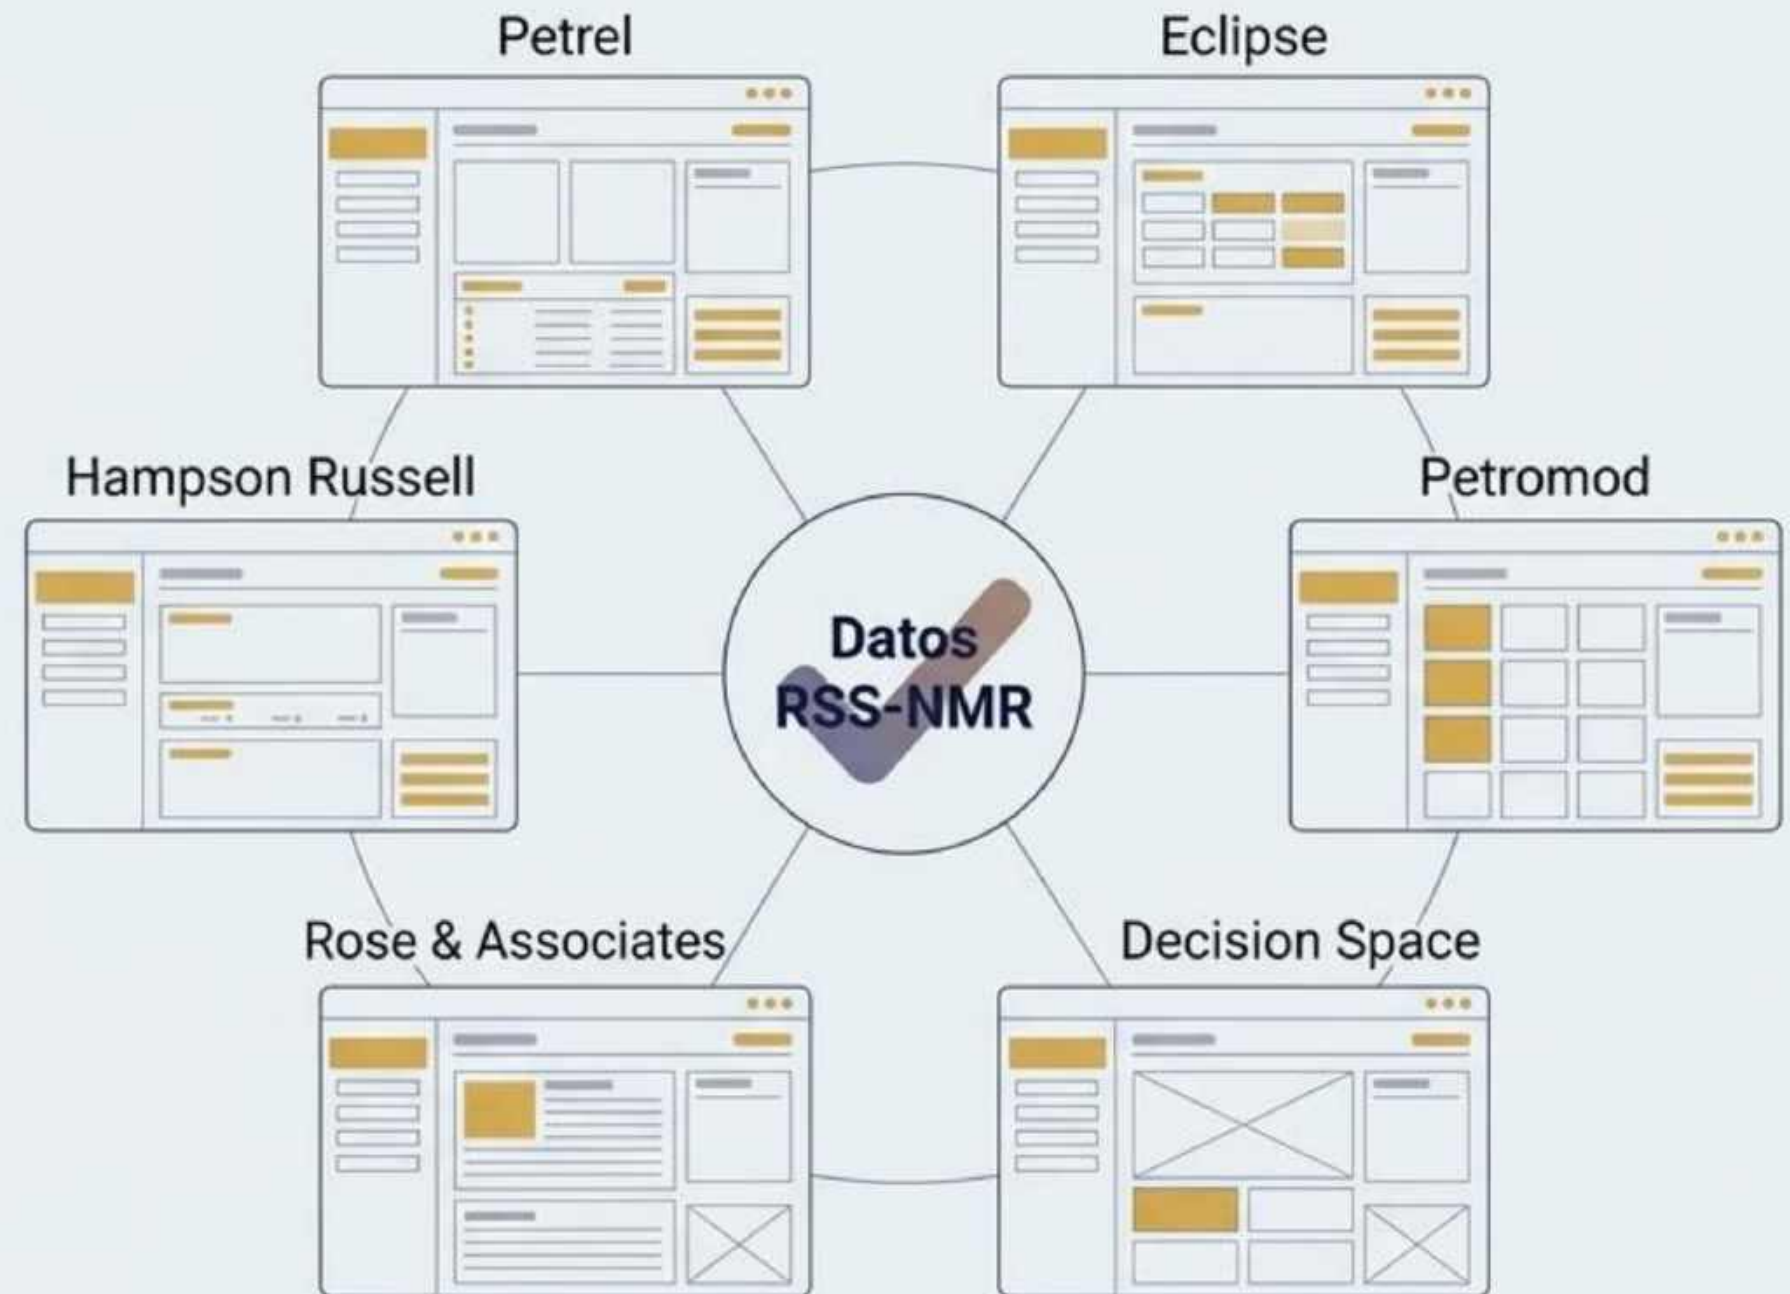 Petrel
Eclipse
Hampson Russell
Petromod
Datos
RSS-NMR
Rose & Associates
Decision Space